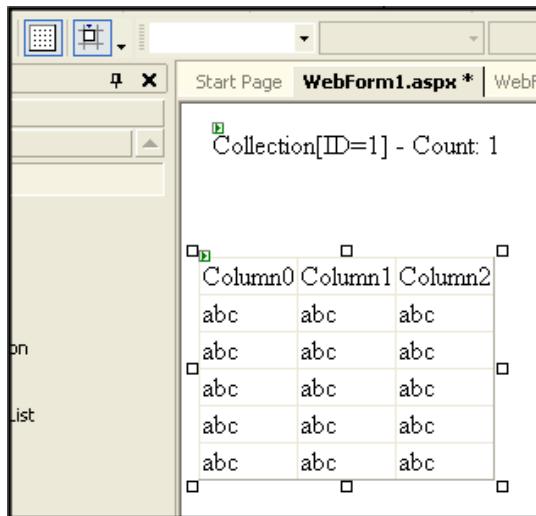 Start Page WebForm1.aspx * WebF
Collection[ID=1] - Count: 1
Column0 Column1 Column2
abc abc abc
abc abc abc
on
abc abc abc
List
abc abc abc
abc abc abc